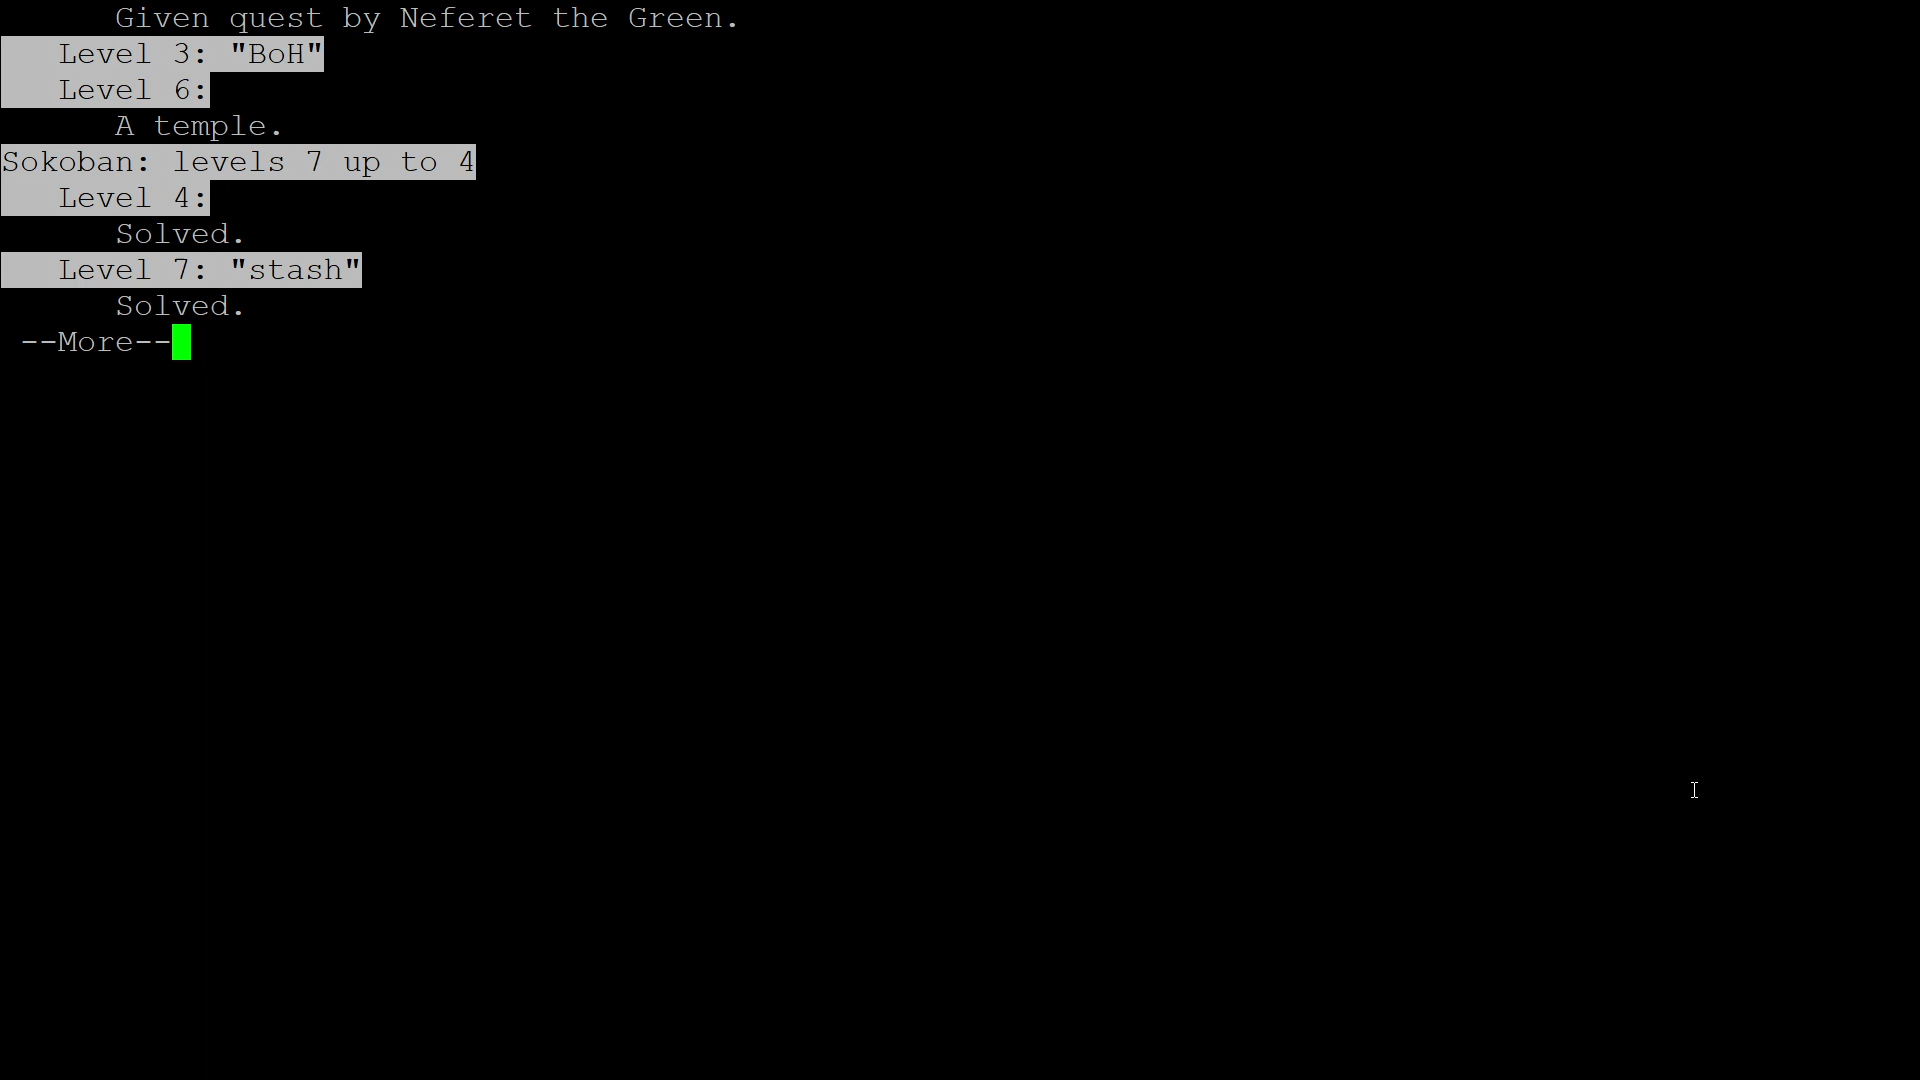 Given quest by Neferet the Green.
Level 3: "BoH"
Level 6:
A temple.
Sokoban: levels 7 up to 4
Level 4:
Solved.
Level 7: "stash"
Solved.
--More--